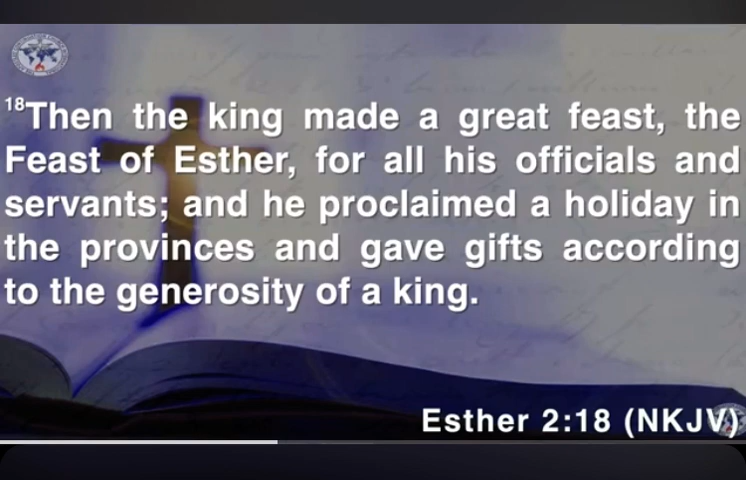 18Then the king made a great feast, the
Feast of Esther, for all his officials and
servants; and he proclaimed a holiday in
the provinces and gave gifts according
to the generosity of a king.
Esther 2:18 (NKJV)